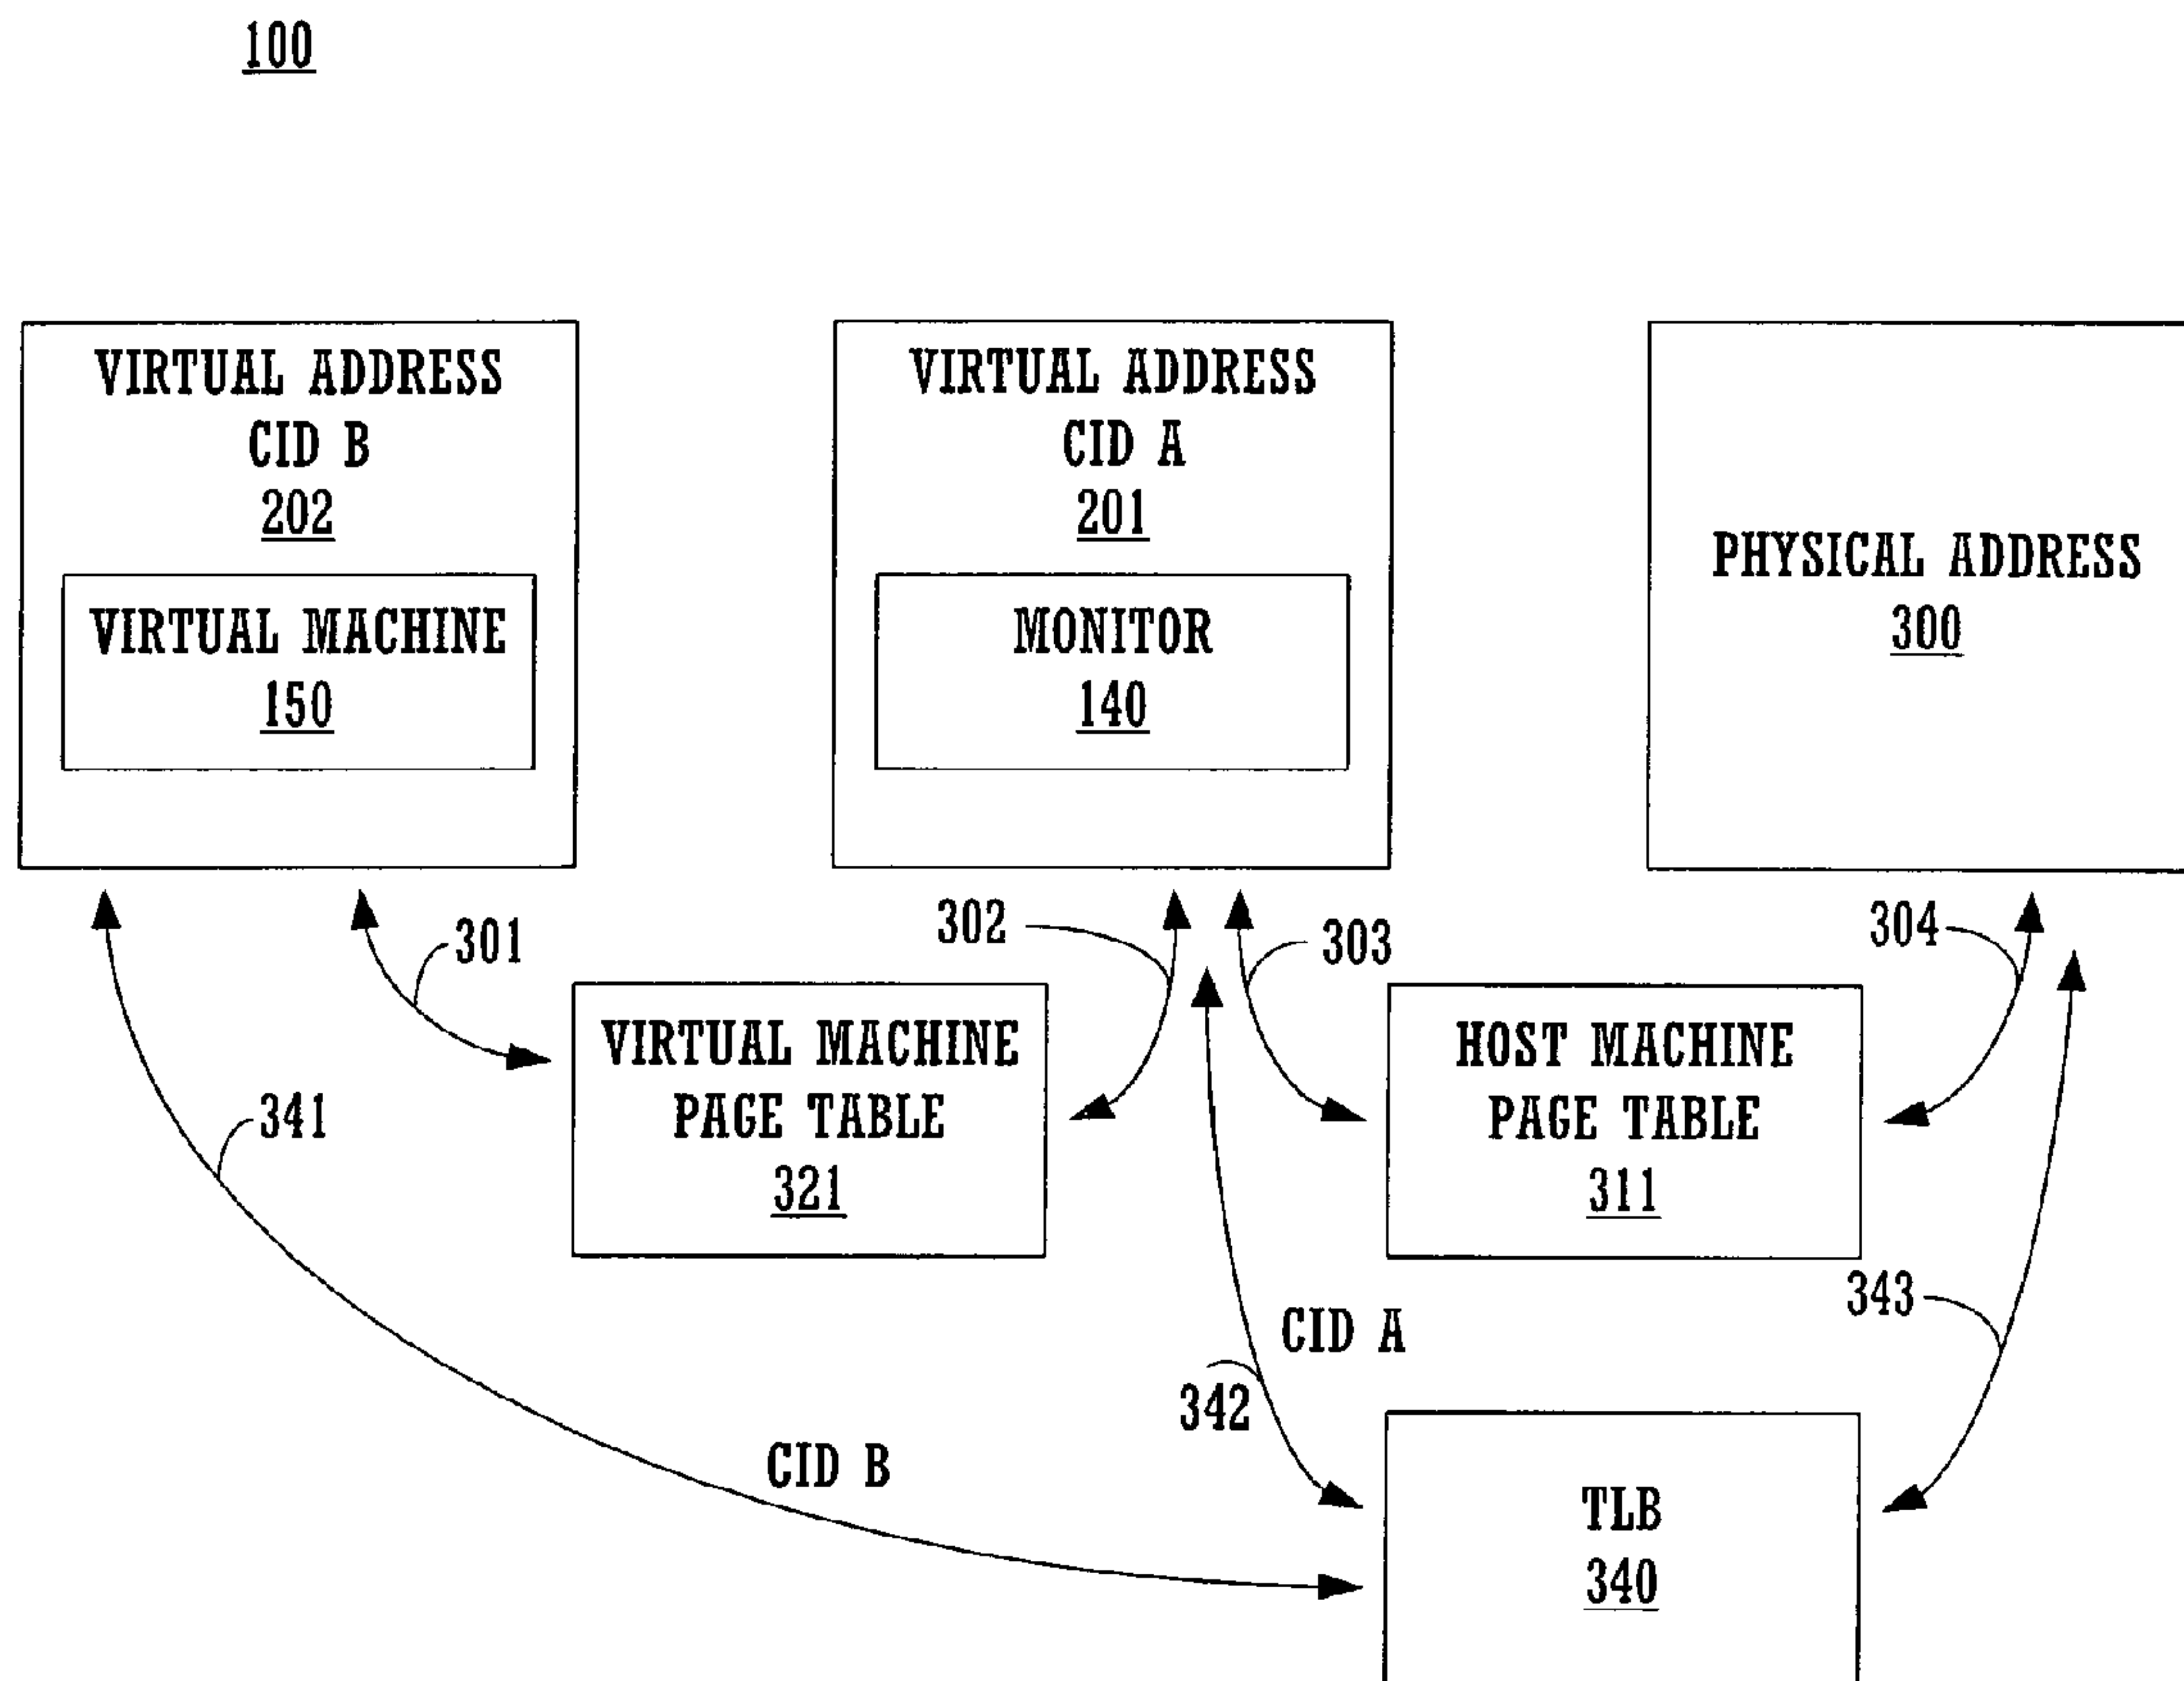 100
VIRTUAL ADDRESS
CID B
202
VIRTUAL MACHINE
150
VIRTUAL ADDRESS
CID A
201
MONITOR
140
PHYSICAL ADDRESS
300
301
302
303
304
VIRTUAL MACHINE
PAGE TABLE
321
HOST MACHINE
PAGE TABLE
311
341
343
CID A
342
CID B
TLB
340